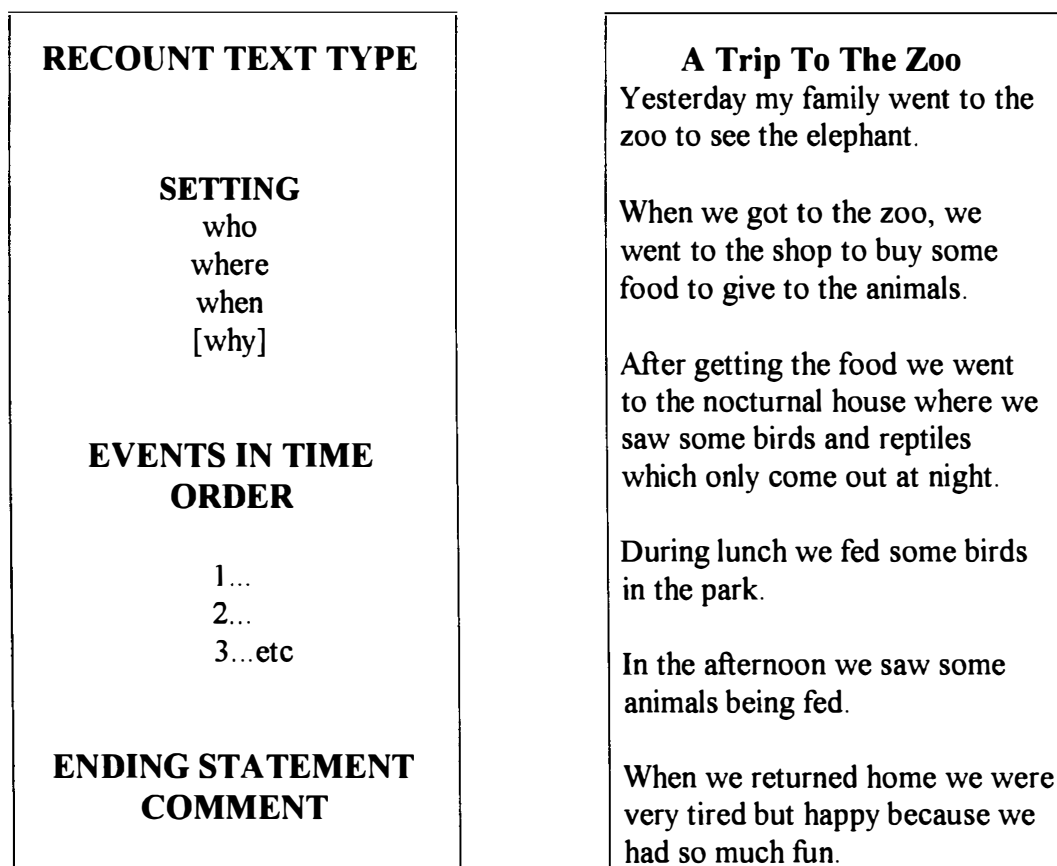 RECOUNT TEXT TYPE
SETTING
who
where
when
[why]
EVENTS IN TIME
ORDER
1...
2...
3...etc
ENDING STATEMENT
COMMENT
A Trip To The Zoo
Yesterday my family went to the
zoo to see the elephant.
When we got to the zoo, we
went to the shop to buy some
food to give to the animals.
After getting the food we went
to the nocturnal house where we
saw some birds and reptiles
which only come out at night.
During lunch we fed some birds
in the park.
In the afternoon we saw some
animals being fed.
When we returned home we were
very tired but happy because we
had so much fun.